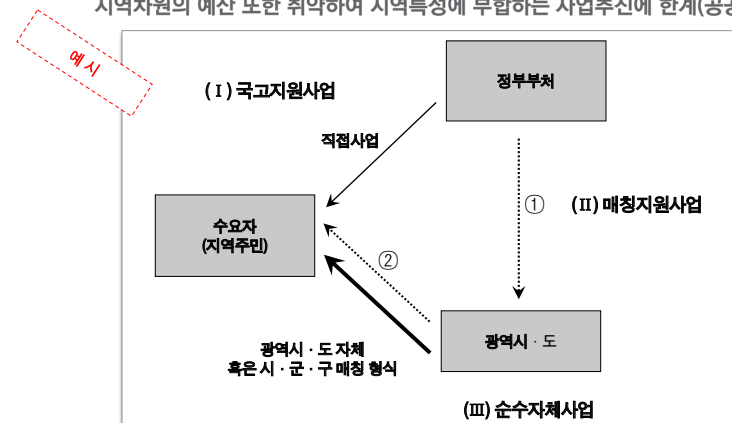 지역차원의 예산 또한 취약하여 지역특성에 부합하는 사업추진에 한계(공공
예시
(Ⅰ) 국고지원사업
정부부처
직접사업
① (Ⅱ) 매칭지원사업
수요자
(지역주민)
②
광역시 · 도
광역시 · 도 자체
혹은 시 · 군 · 구 매칭 형식
(Ⅲ) 순수자체사업